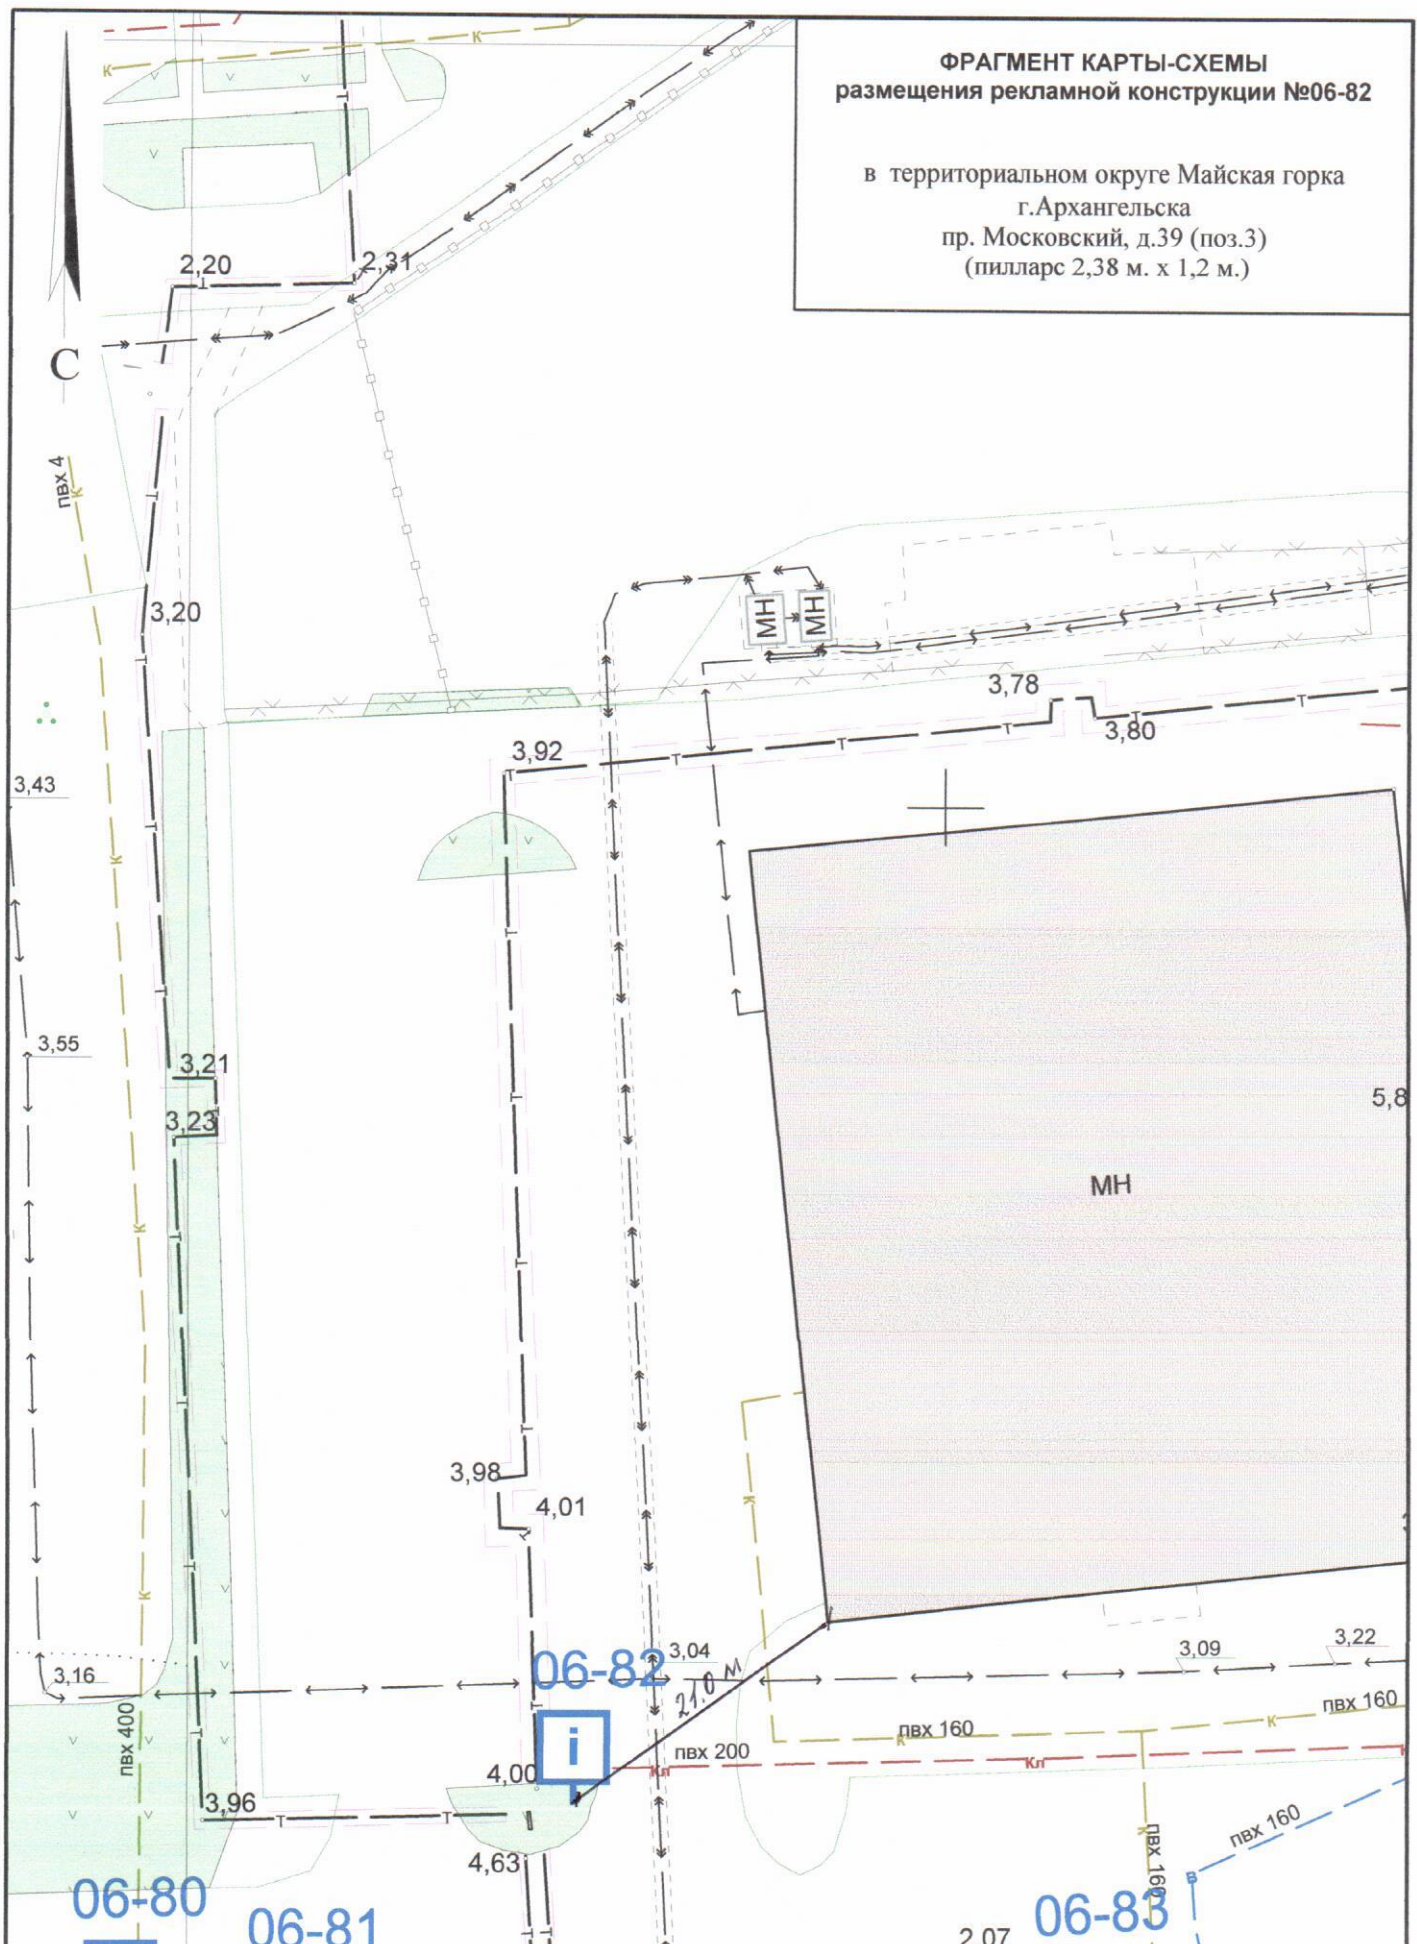 ФРАГМЕНТ КАРТЫ-СХЕМЫ
размещения рекламной конструкции №06-82
в территориальном округе Майская горка
г.Архангельска
пр. Московский, д.39 (поз.3)
(пилларс 2,38 м. х 1,2 м.)
К
К
Т
2,20
2,31
Т
С
пвх 4
К
Т
3,20
МН
МН
Т
3,78
3,80
Т
Т
3,92
Т
Т
Т
3,43
Т
К
Т
Т
3,55
3,21
Т
3,23
Т
5,8
МН
К
Т
Т
Т
3,98
4,01
Т
К
К
Т
06-82
3,04
21.0 м
3,09
3,22
3,16
Т
пвх 400
Т
i
пвх 200
Кл
Кл
К
пвх 160
К
пвх 160
4,00
3,96
Т
Т
4,63
К
пвх 160
пвх 160
В
06-80
06-81
06-83
2,07
Т
Т